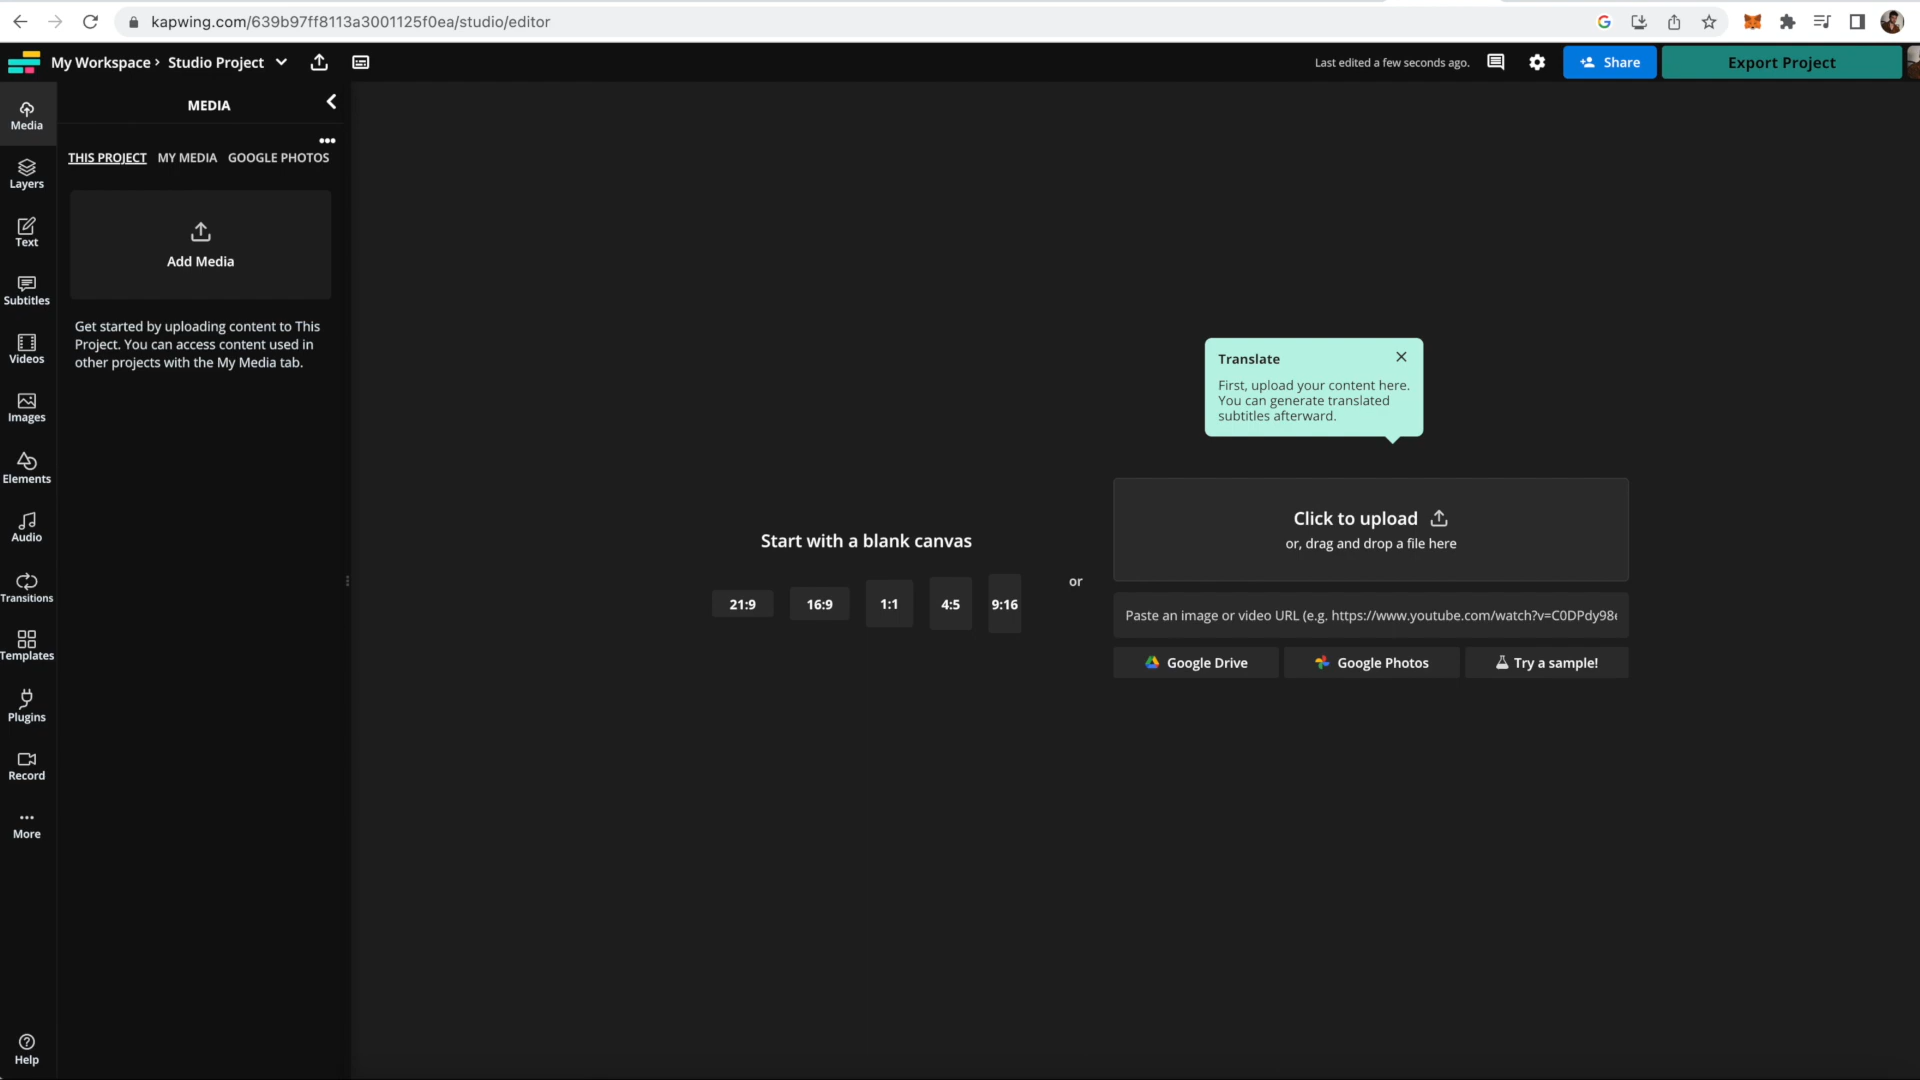 kapwing.com/639b97ff8113a3001125f0ea/studio/editor
My Workspace › Studio Project
Last edited a few seconds ago.
Share
Export Project
Media
Layers
Text
Subtitles
Videos
Images
Elements
Audio
Transitions
Templates
Plugins
Record
More
Help
MEDIA
THIS PROJECT MY MEDIA GOOGLE PHOTOS
Add Media
Get started by uploading content to This
Project. You can access content used in
other projects with the My Media tab.
Start with a blank canvas
21:9 16:9 1:1 4:5 9:16
or
Translate
First, upload your content here.
You can generate translated
subtitles afterward.
Click to upload
or, drag and drop a file here
Paste an image or video URL (e.g. https://www.youtube.com/watch?v=C0DPdy98
Google Drive Google Photos Try a sample!